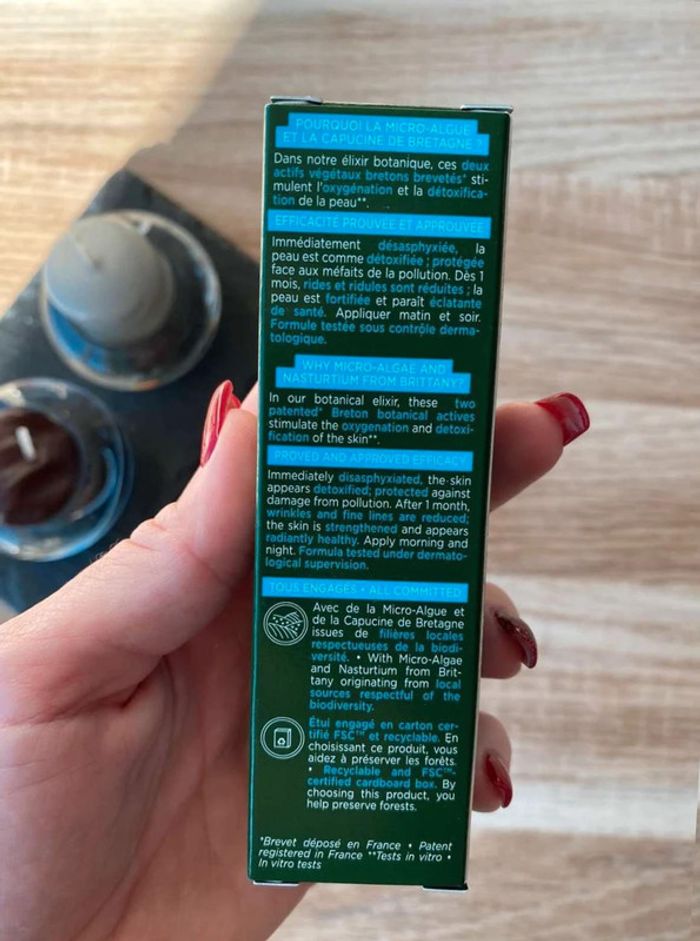 POURQUOI LA MICRO-ALGUE
ET LA CAPUCINE DE BRETAGNE ?
Dans notre élixir botanique, ces deux
actifs végétaux bretons brevetés* sti-
mulent l'oxygénation et la détoxifica-
tion de la peau**.
EFFICACITÉ PROUVÉE ET APPROUVÉE
Immédiatement désasphyxiée, la
peau est comme détoxifiée ; protégée
face aux méfaits de la pollution. Dès 1
mois, rides et ridules sont réduites ; la
peau est fortifiée et paraît éclatante
de santé. Appliquer matin et soir.
Formule testée sous contrôle derma-
tologique.
WHY MICRO-ALGAE AND
NASTURTIUM FROM BRITTANY?
In our botanical elixir, these two
patented* Breton botanical actives
stimulate the oxygenation and detoxi-
fication of the skin**.
PROVED AND APPROVED EFFICACY
Immediately disasphyxiated, the skin
appears detoxified; protected against
damage from pollution. After 1 month,
wrinkles and fine lines are reduced;
the skin is strengthened and appears
radiantly healthy. Apply morning and
night. Formula tested under dermato-
logical supervision.
TOUS ENGAGÉS • ALL COMMITTED
Avec de la Micro-Algue et
de la Capucine de Bretagne
issues de filières locales
respectueuses de la biodi-
versité. • With Micro-Algae
and Nasturtium from Brit-
tany originating from local
sources respectful of the
biodiversity.
Étui engagé en carton cer-
tifié FSC™ et recyclable. En
choisissant ce produit, vous
aidez à préserver les forêts.
• Recyclable and FSC™-
certified cardboard box. By
choosing this product, you
help preserve forests.
*Brevet déposé en France • Patent
registered in France **Tests in vitro •
In vitro tests